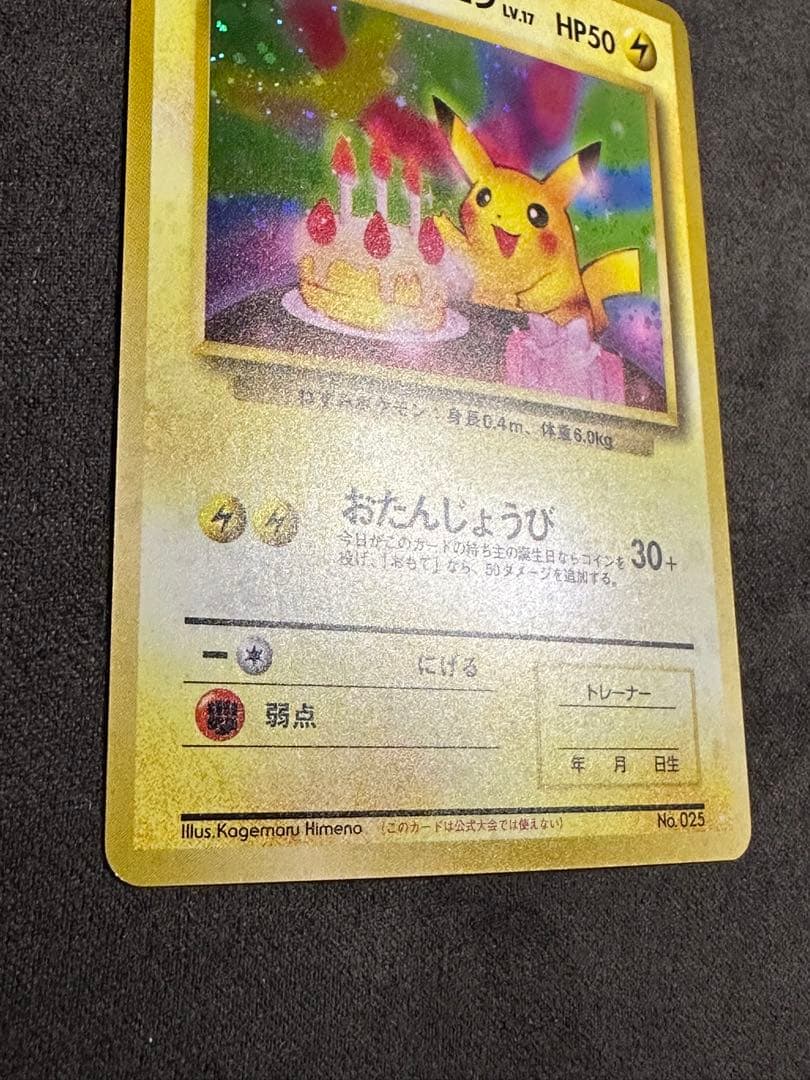 LV.17 HP50
ねずみポケモン：身長0.4m、体重6.0kg
おたんじょうび
30+
今日がこのカードの持ち主の誕生日ならコインを
投げ、「おもて」なら、50ダメージを追加する。
にげる
トレーナー
弱点
年 月 日生
Illus.Kagemaru Himeno （このカードは公式大会では使えない） No.025